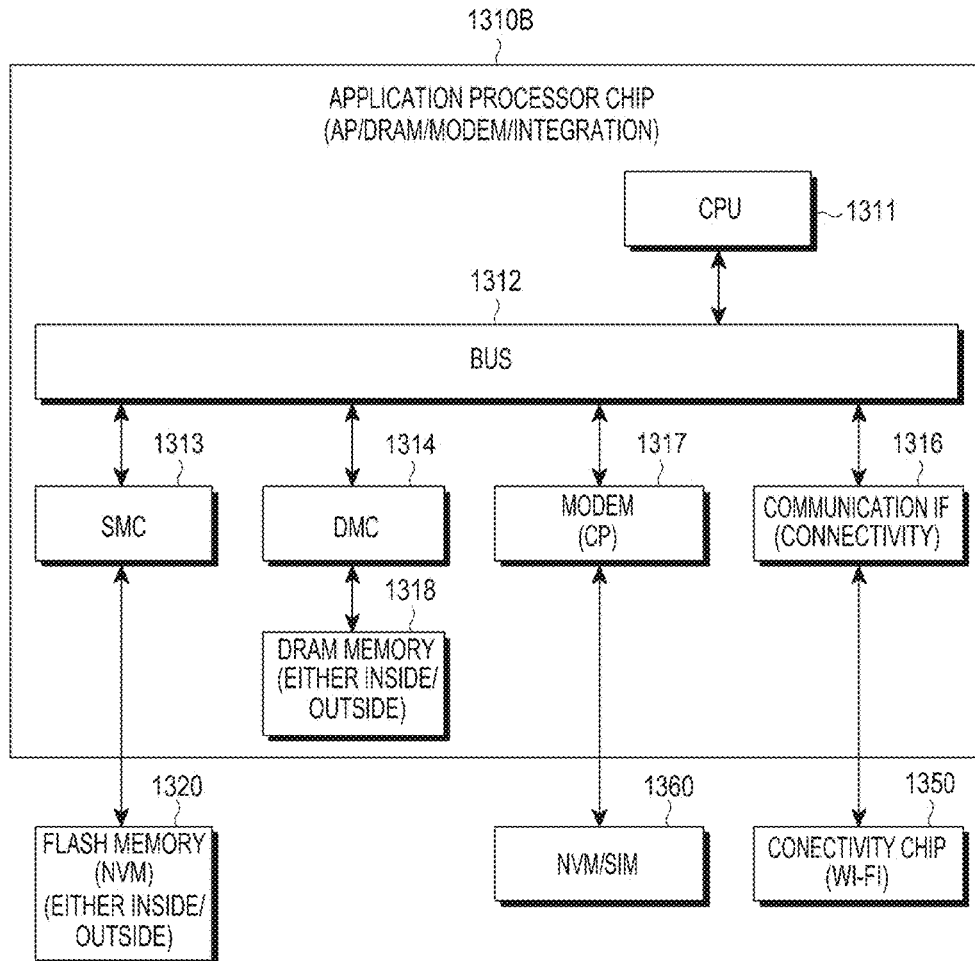 1310B
APPLICATION PROCESSOR CHIP
(AP/DRAM/MODEM/INTEGRATION)
CPU
1311
1312
BUS
1313
1314
1317
1316
SMC
DMC
MODEM
(CP)
COMMUNICATION IF
(CONNECTIVITY)
1318
DRAM MEMORY
(EITHER INSIDE/
OUTSIDE)
1320
1360
1350
FLASH MEMORY
(NVM)
(EITHER INSIDE/
OUTSIDE)
NVM/SIM
CONECTIVITY CHIP
(WI-FI)